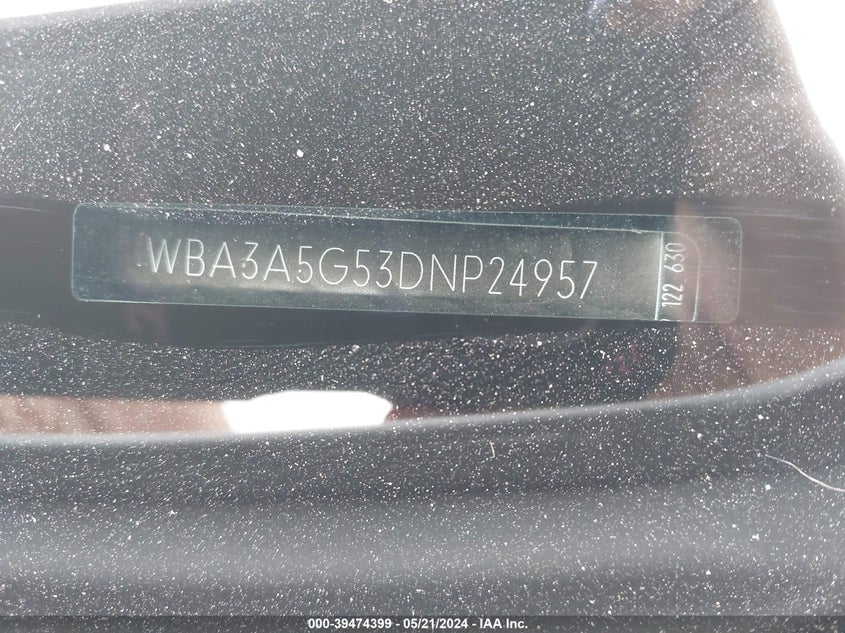 WBA3A5G53DNP24957
122 630
000-39474399 / 05/21/2024 - IAA Inc.